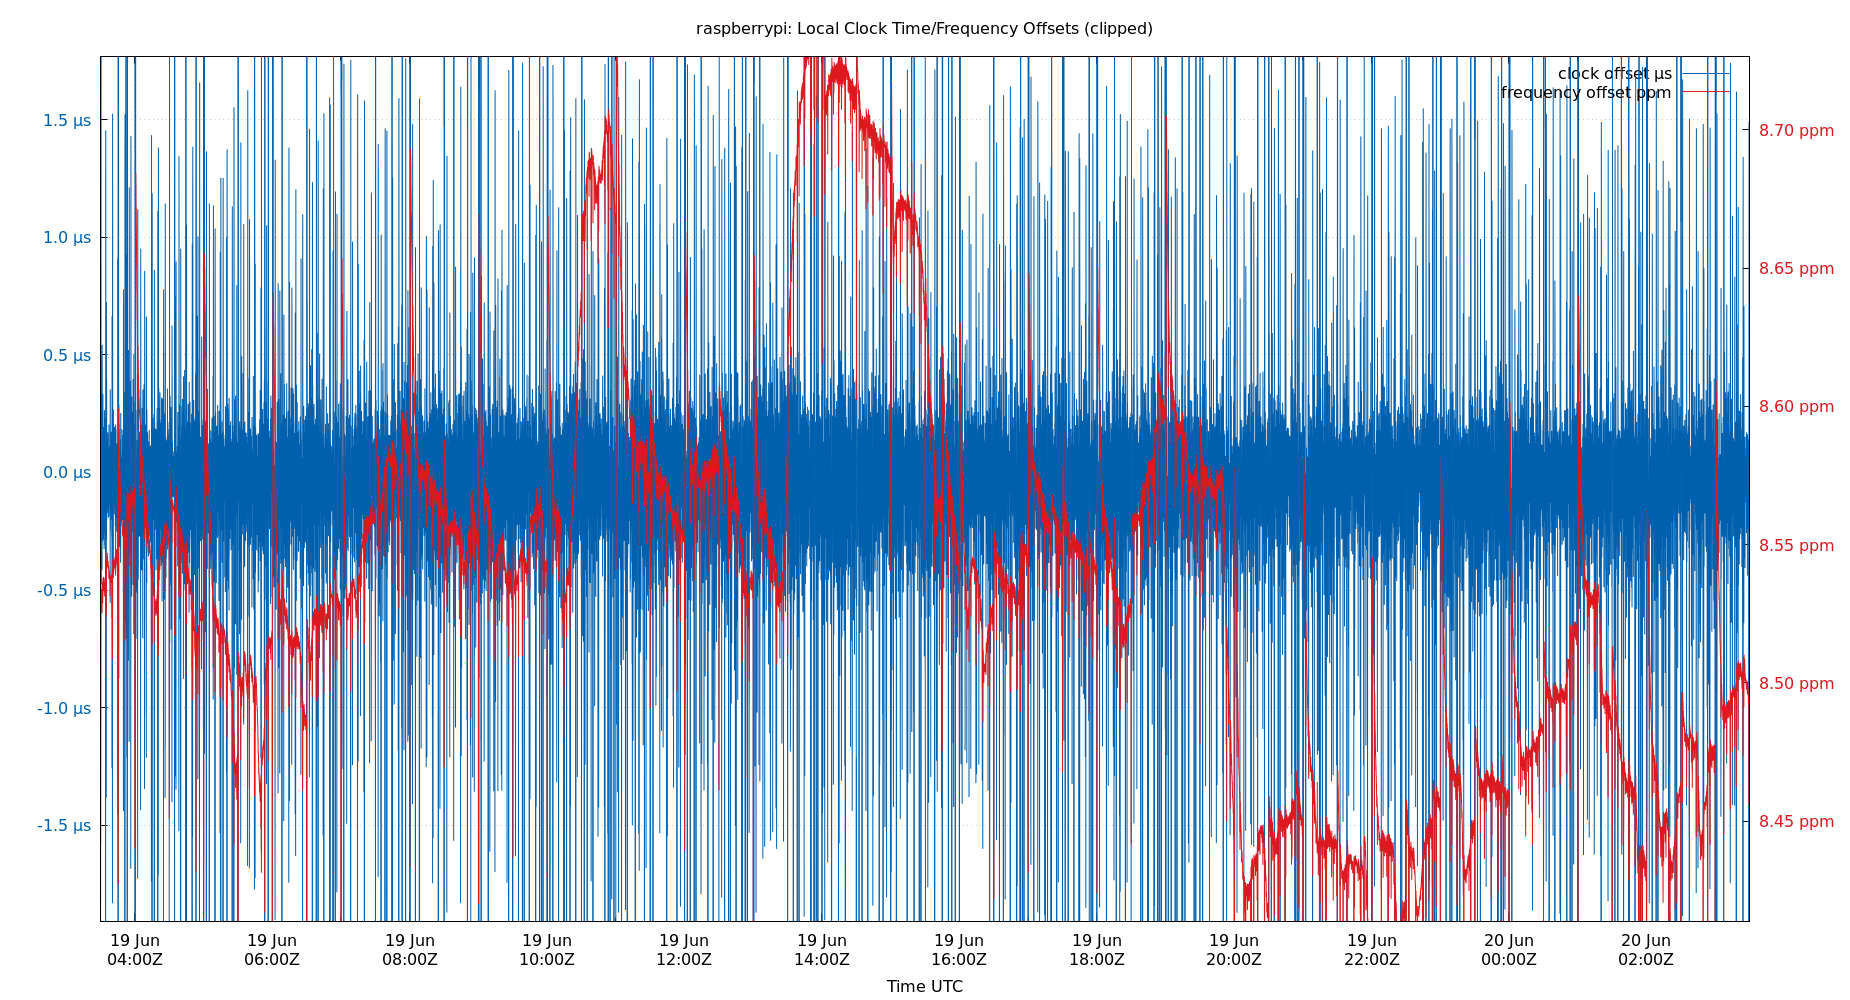 raspberrypi: Local Clock Time/Frequency Offsets (clipped)
clock offset µs
frequency offset ppm
1.5 µs
1.0 µs
0.5 µs
0.0 µs
-0.5 µs
-1.0 µs
-1.5 µs
8.70 ppm
8.65 ppm
8.60 ppm
8.55 ppm
8.50 ppm
8.45 ppm
19 Jun 19 Jun 19 Jun 19 Jun 19 Jun 19 Jun 19 Jun 19 Jun 19 Jun 19 Jun 20 Jun 20 Jun
04:00Z 06:00Z 08:00Z 10:00Z 12:00Z 14:00Z 16:00Z 18:00Z 20:00Z 22:00Z 00:00Z 02:00Z
Time UTC